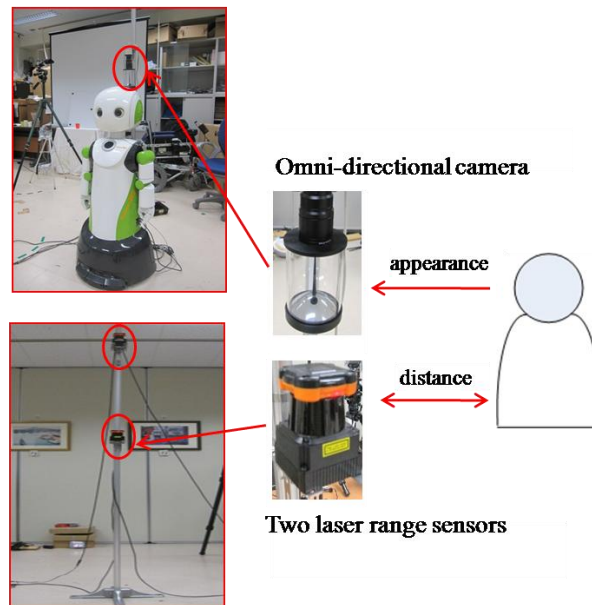 Omni-directional camera
appearance
distance
Two laser range sensors